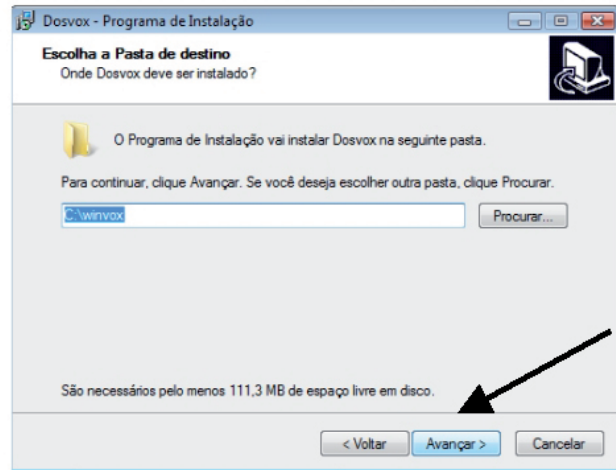 Dosvox - Programa de Instalação
Escolha a Pasta de destino
Onde Dosvox deve ser instalado?
O Programa de Instalação vai instalar Dosvox na seguinte pasta.
Para continuar, clique Avançar. Se você deseja escolher outra pasta, clique Procurar.
C:\winvox
Procurar...
São necessários pelo menos 111,3 MB de espaço livre em disco.
< Voltar
Avançar >
Cancelar